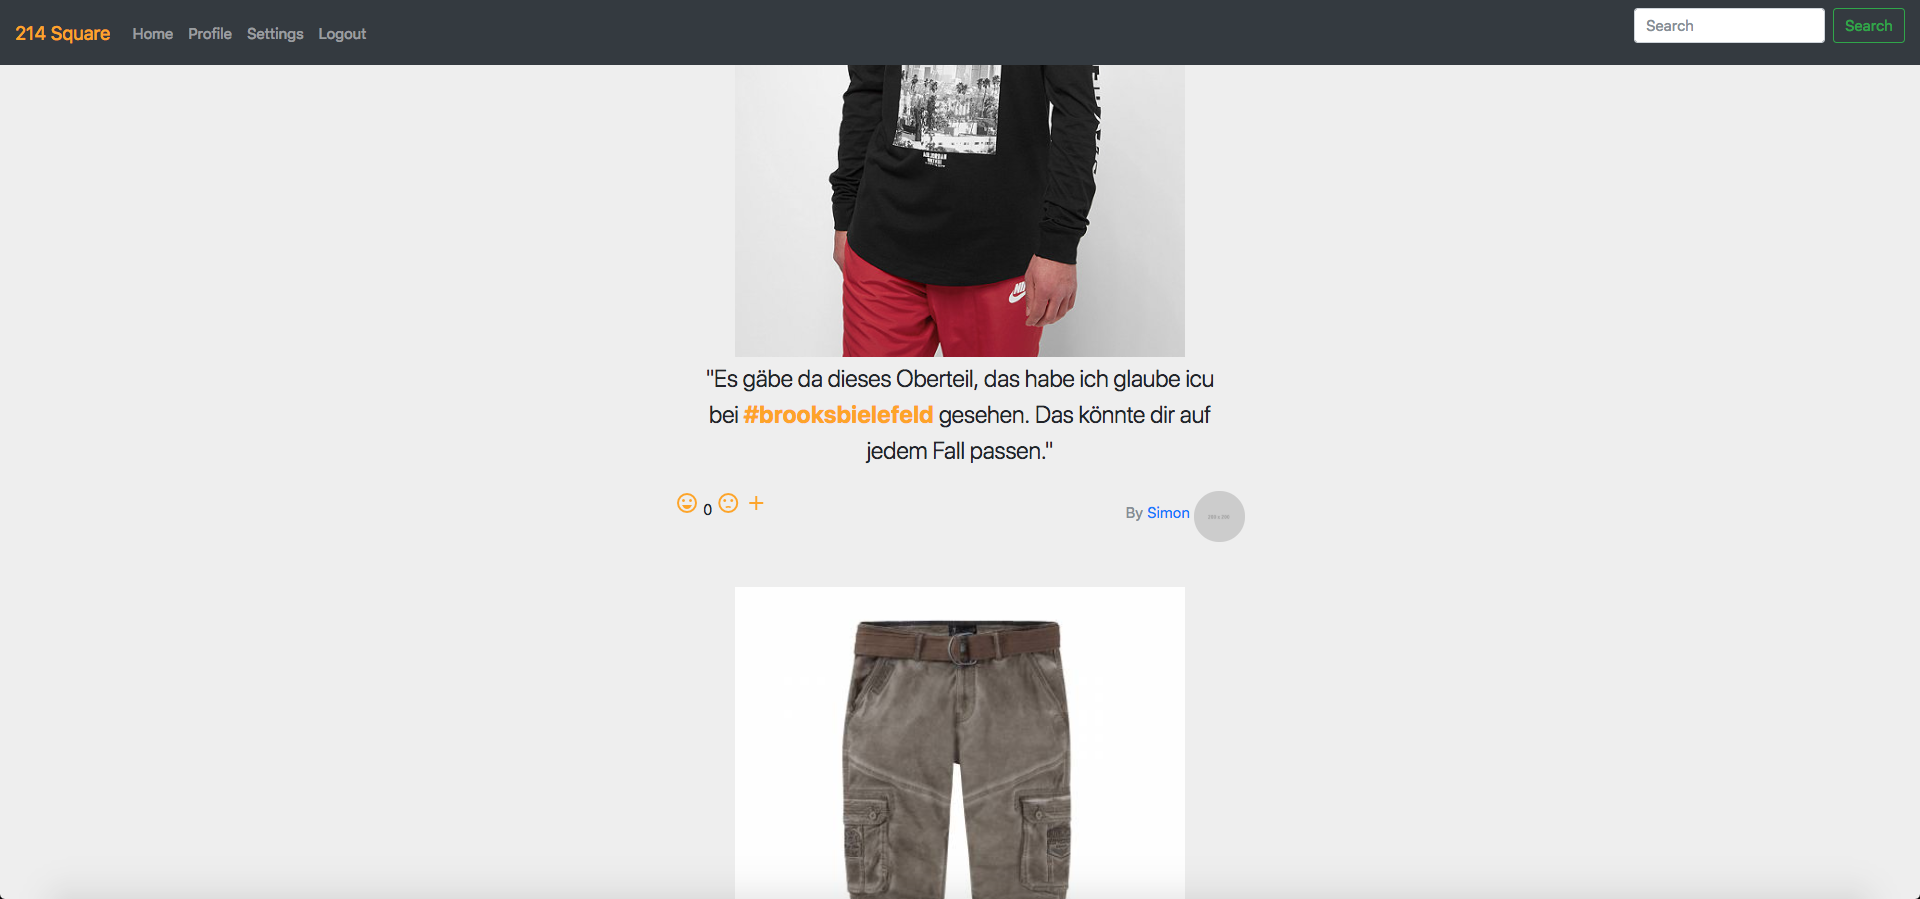 214 Square Home Profile Settings Logout Search Search
"Es gäbe da dieses Oberteil, das habe ich glaube icu
bei #brooksbielefeld gesehen. Das könnte dir auf
jedem Fall passen."
0 By Simon